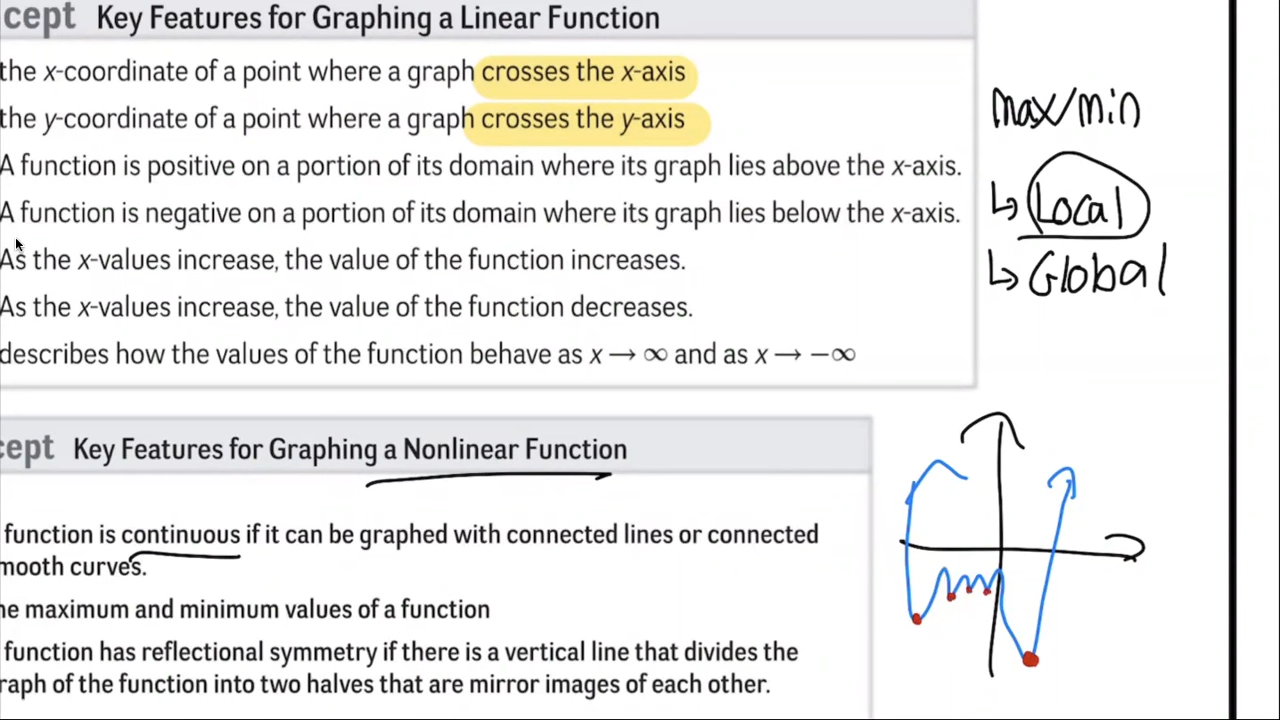 cept Key Features for Graphing a Linear Function
the x-coordinate of a point where a graph crosses the x-axis
the y-coordinate of a point where a graph crosses the y-axis
A function is positive on a portion of its domain where its graph lies above the x-axis.
A function is negative on a portion of its domain where its graph lies below the x-axis.
As the x-values increase, the value of the function increases.
As the x-values increase, the value of the function decreases.
describes how the values of the function behave as x → ∞ and as x → −∞
max/min
↳ Local
↳ Global
cept Key Features for Graphing a Nonlinear Function
function is continuous if it can be graphed with connected lines or connected
mooth curves.
ne maximum and minimum values of a function
function has reflectional symmetry if there is a vertical line that divides the
raph of the function into two halves that are mirror images of each other.